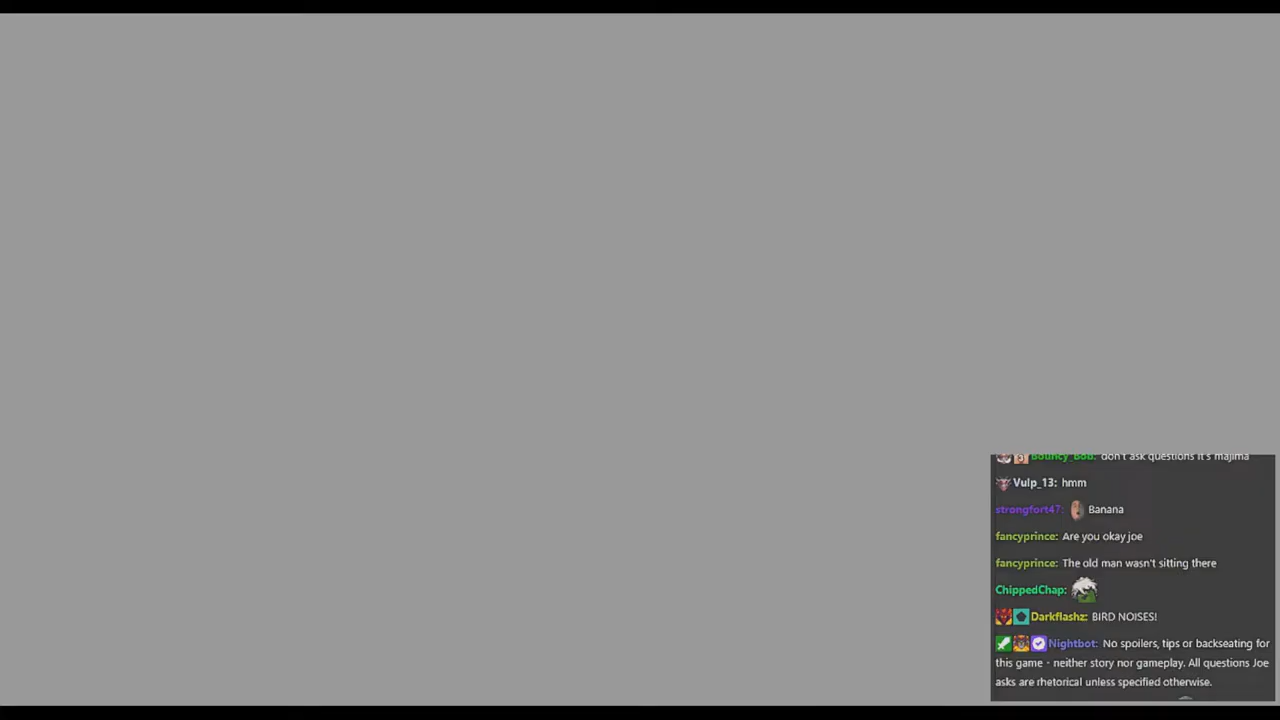 Bouncy_Bob: don't ask questions it's majima
Vulp_13: hmm
strongfort47: Banana
fancyprince: Are you okay joe
fancyprince: The old man wasn't sitting there
ChippedChap:
Darkflashz: BIRD NOISES!
Nightbot: No spoilers, tips or backseating for
this game - neither story nor gameplay. All questions Joe
asks are rhetorical unless specified otherwise.